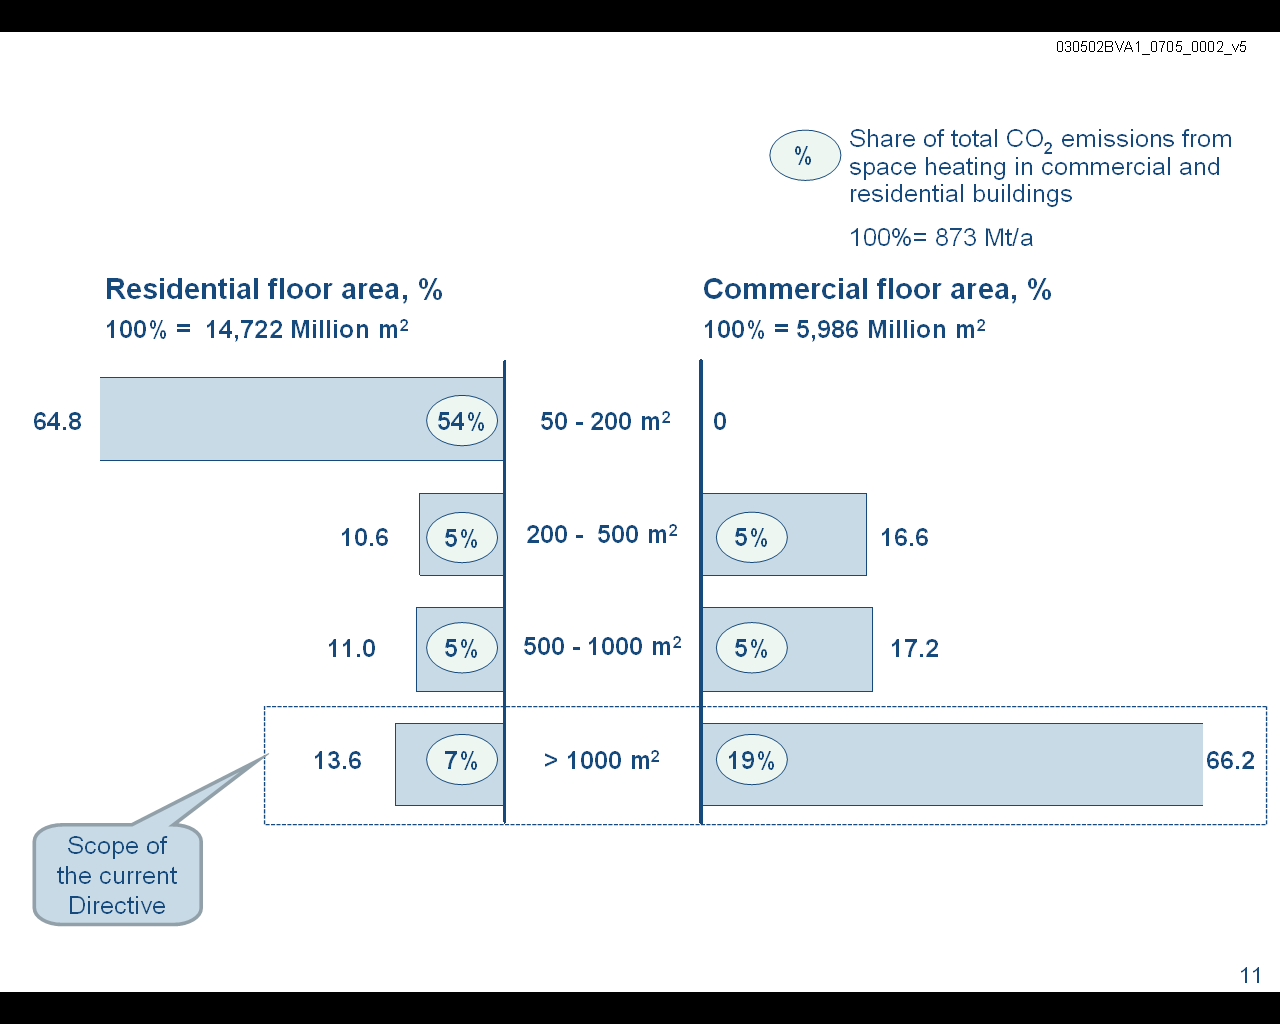 030502BVA1_0705_0002_v5
% Share of total CO2 emissions from
space heating in commercial and
residential buildings
100%= 873 Mt/a
Residential floor area, %
100% = 14,722 Million m²
Commercial floor area, %
100% = 5,986 Million m²
64.8 54% 50 - 200 m² 0
10.6 5% 200 - 500 m² 5% 16.6
11.0 5% 500 - 1000 m² 5% 17.2
13.6 7% > 1000 m² 19% 66.2
Scope of
the current
Directive
11